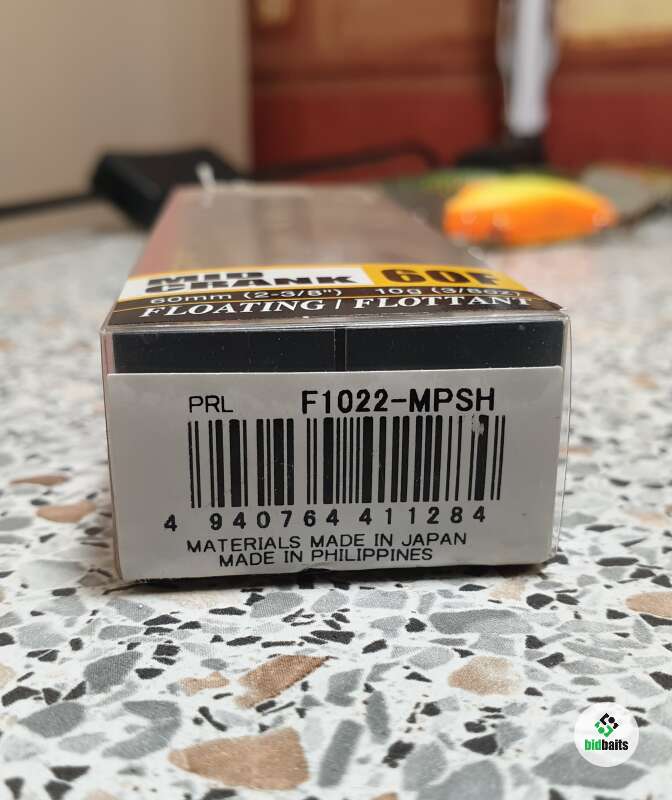 MID
CRANK 60F
60mm (2-3/8") 10g (3/8oz)
FLOATING / FLOTTANT
PRL F1022-MPSH
4 940764 411284
MATERIALS MADE IN JAPAN
MADE IN PHILIPPINES
bidbaits